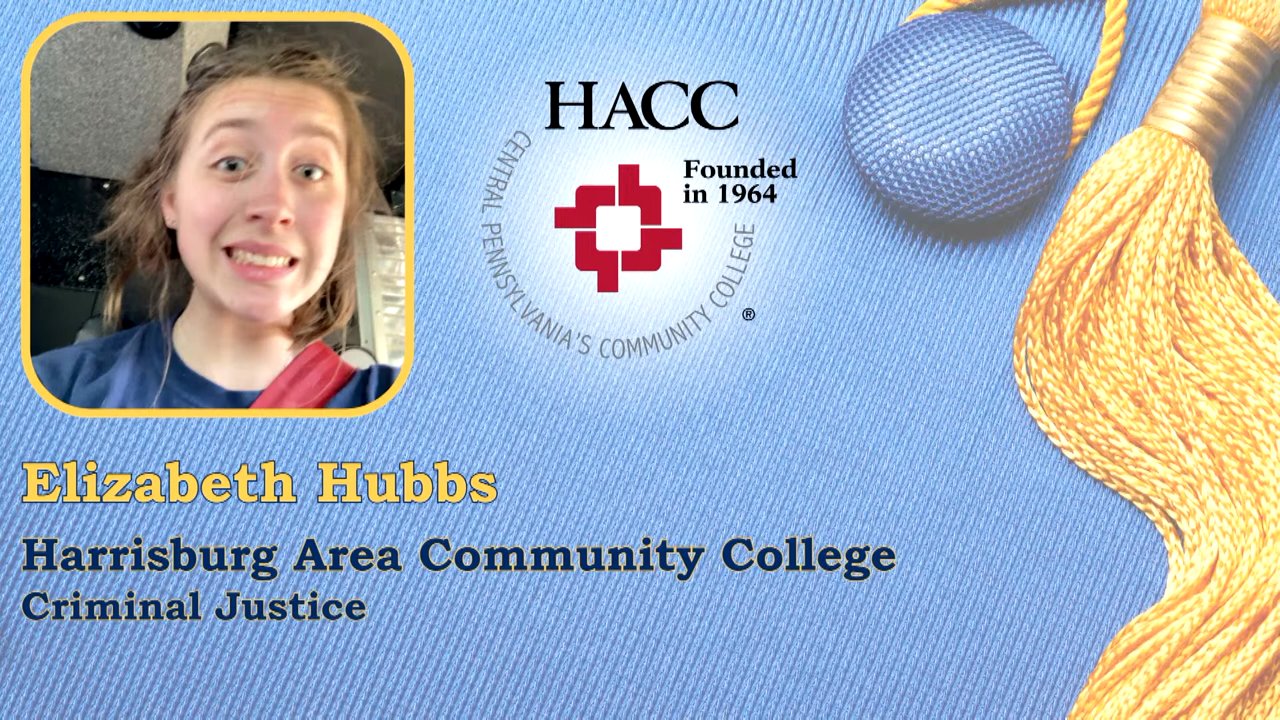 HACC
Founded
in 1964
CENTRAL PENNSYLVANIA'S COMMUNITY COLLEGE
®
Elizabeth Hubbs
Harrisburg Area Community College
Criminal Justice